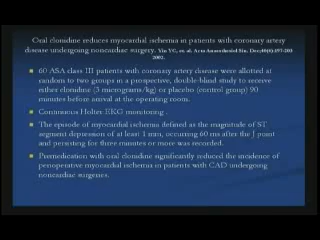 Oral clonidine reduces myocardial ischemia in patients with coronary artery
disease undergoing noncardiac surgery. Yin YC, et. al. Acta Anaesthesiol Sin. Dec;40(4):197-203
2002.
60 ASA class III patients with coronary artery disease were allotted at
random to two groups in a prospective, double-blind study to receive
either clonidine (3 micrograms/kg) or placebo (control group) 90
minutes before arrival at the operating room.
Continuous Holter EKG monitoring .
The episode of myocardial ischemia defined as the magnitude of ST
segment depression of at least 1 mm, occurring 60 ms after the J point
and persisting for three minutes or more was recorded.
Premedication with oral clonidine significantly reduced the incidence of
perioperative myocardial ischemia in patients with CAD undergoing
noncardiac surgeries.